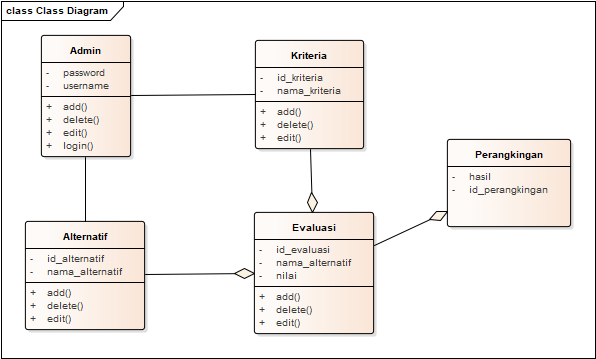 class Class Diagram
Admin
- password
- username
+ add()
+ delete()
+ edit()
+ login()
Kriteria
- id_kriteria
- nama_kriteria
+ add()
+ delete()
+ edit()
Perangkingan
- hasil
- id_perangkingan
Alternatif
- id_alternatif
- nama_alternatif
+ add()
+ delete()
+ edit()
Evaluasi
- id_evaluasi
- nama_alternatif
- nilai
+ add()
+ delete()
+ edit()